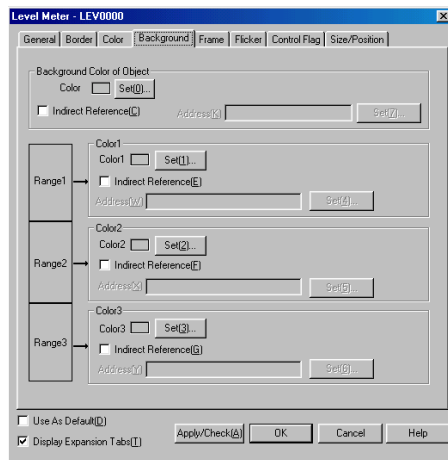 Level Meter - LEV0000
General Border Color Background Frame Flicker Control Flag Size/Position
Background Color of Object
Color Set(0)...
Indirect Reference(C) Address(K) Set(7)...
Color1
Color1 Set(1)...
Range1 Indirect Reference(E)
Address(W) Set(4)...
Color2
Color2 Set(2)...
Range2 Indirect Reference(F)
Address(X) Set(5)...
Color3
Color3 Set(3)...
Range3 Indirect Reference(G)
Address(Y) Set(6)...
Use As Default(D)
Display Expansion Tabs(T) Apply/Check(A) OK Cancel Help